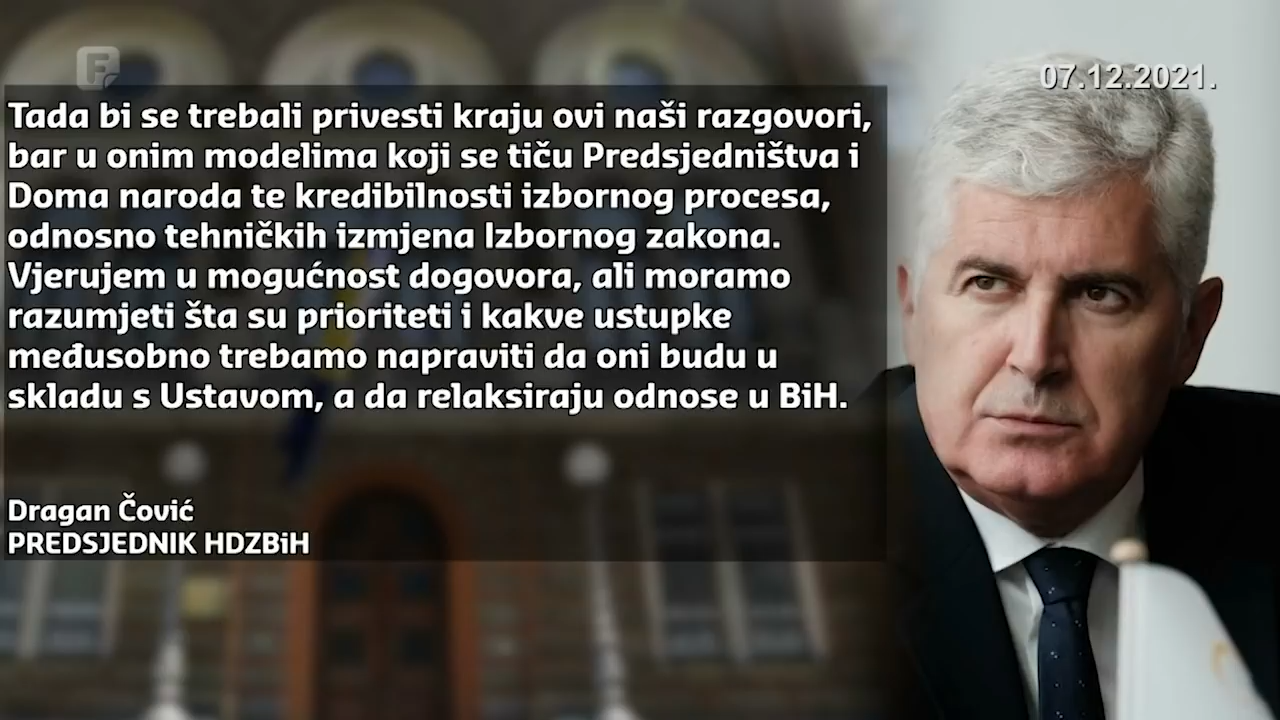 F
07.12.2021.
Tada bi se trebali privesti kraju ovi naši razgovori,
bar u onim modelima koji se tiču Predsjedništva i
Doma naroda te kredibilnosti izbornog procesa,
odnosno tehničkih izmjena Izbornog zakona.
Vjerujem u mogućnost dogovora, ali moramo
razumjeti šta su prioriteti i kakve ustupke
međusobno trebamo napraviti da oni budu u
skladu s Ustavom, a da relaksiraju odnose u BiH.
Dragan Čović
PREDSJEDNIK HDZBiH